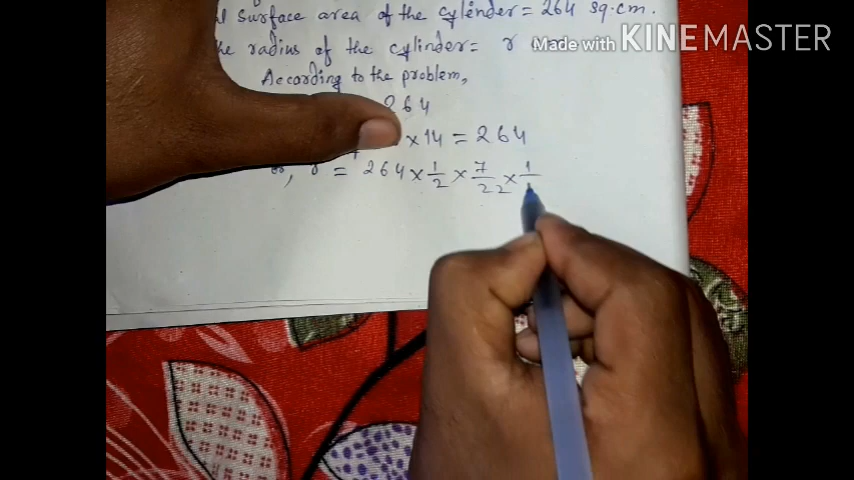 surface area of the cylinder = 264 sq.cm.
radius of the cylinder = r
Made with KINEMASTER
According to the problem,
264
× 14 = 264
or, r = 264 × 1/2 × 7/22 × 1/